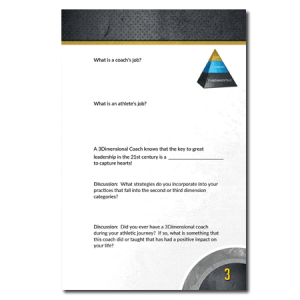 What is a coach's job?
What is an athlete's job?
A 3Dimensional Coach knows that the key to great
leadership in the 21st century is a ____________________
to capture hearts!
Discussion: What strategies do you incorporate into your
practices that fall into the second or third dimension
categories?
Discussion: Did you ever have a 3Dimensional coach
during your athletic journey? If so, what is something that
this coach did or taught that has had a positive impact on
your life?
3